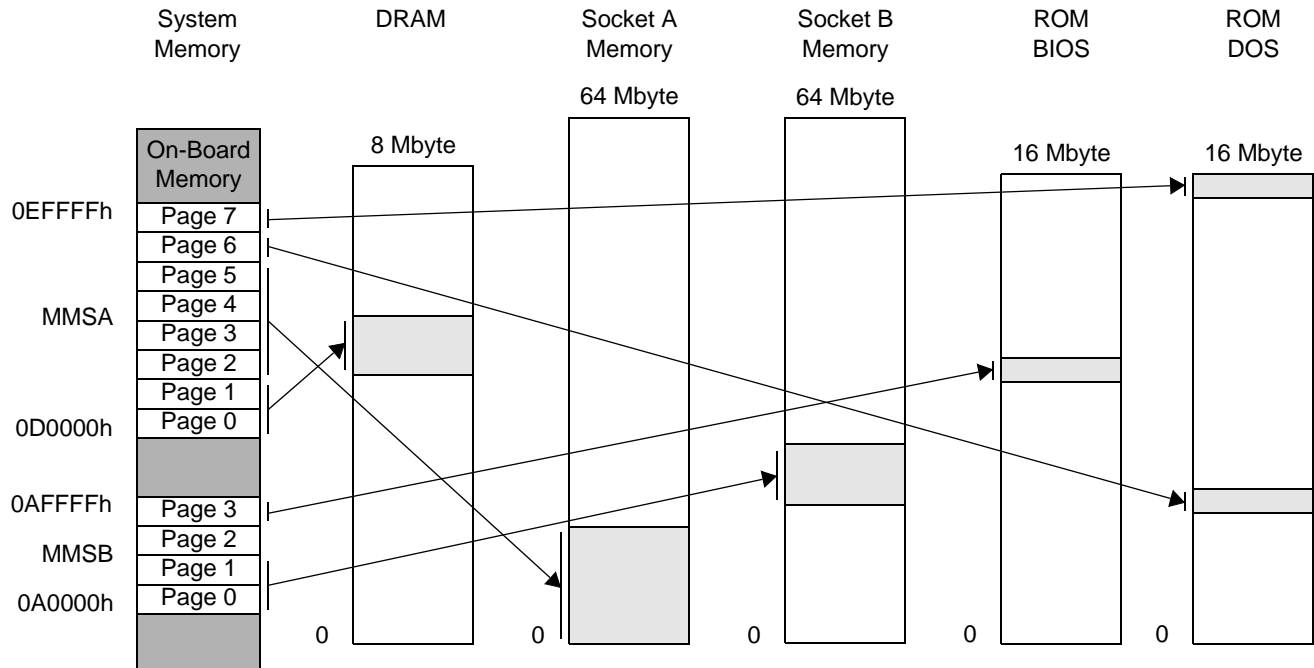 System
Memory
DRAM
Socket A
Memory
Socket B
Memory
ROM
BIOS
ROM
DOS
64 Mbyte
64 Mbyte
8 Mbyte
16 Mbyte
16 Mbyte
On-Board
Memory
0EFFFFh
Page 7
Page 6
Page 5
Page 4
MMSA
Page 3
Page 2
Page 1
Page 0
0D0000h
0AFFFFh
Page 3
Page 2
MMSB
Page 1
Page 0
0A0000h
0
0
0
0
0